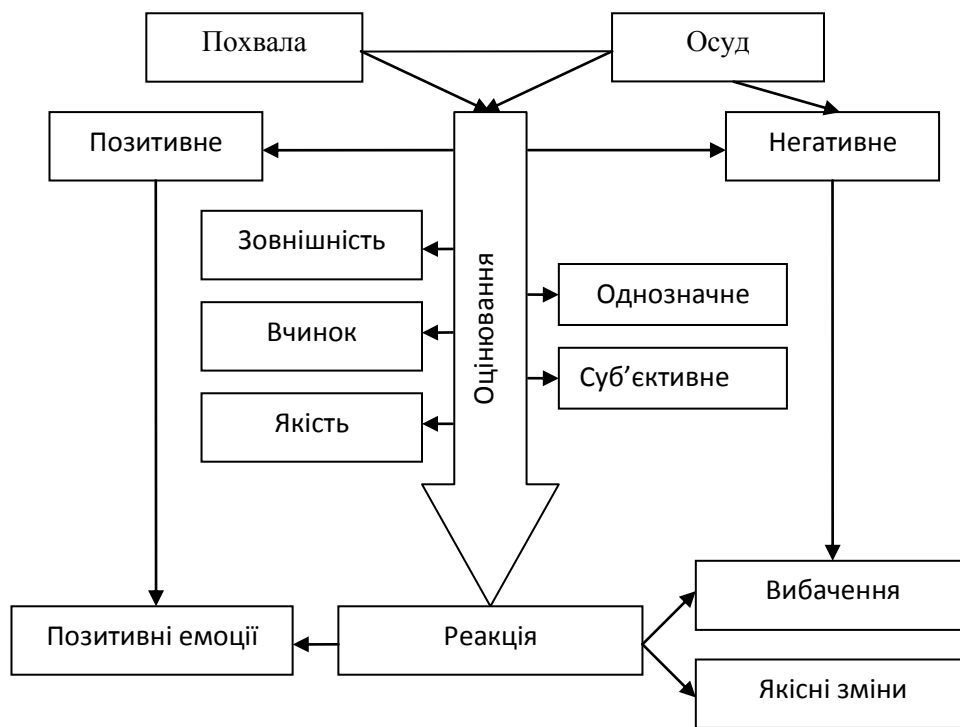 Похвала
Осуд
Позитивне
Негативне
Зовнішність
Оцінювання
Однозначне
Вчинок
Суб’єктивне
Якість
Вибачення
Позитивні емоції
Реакція
Якісні зміни